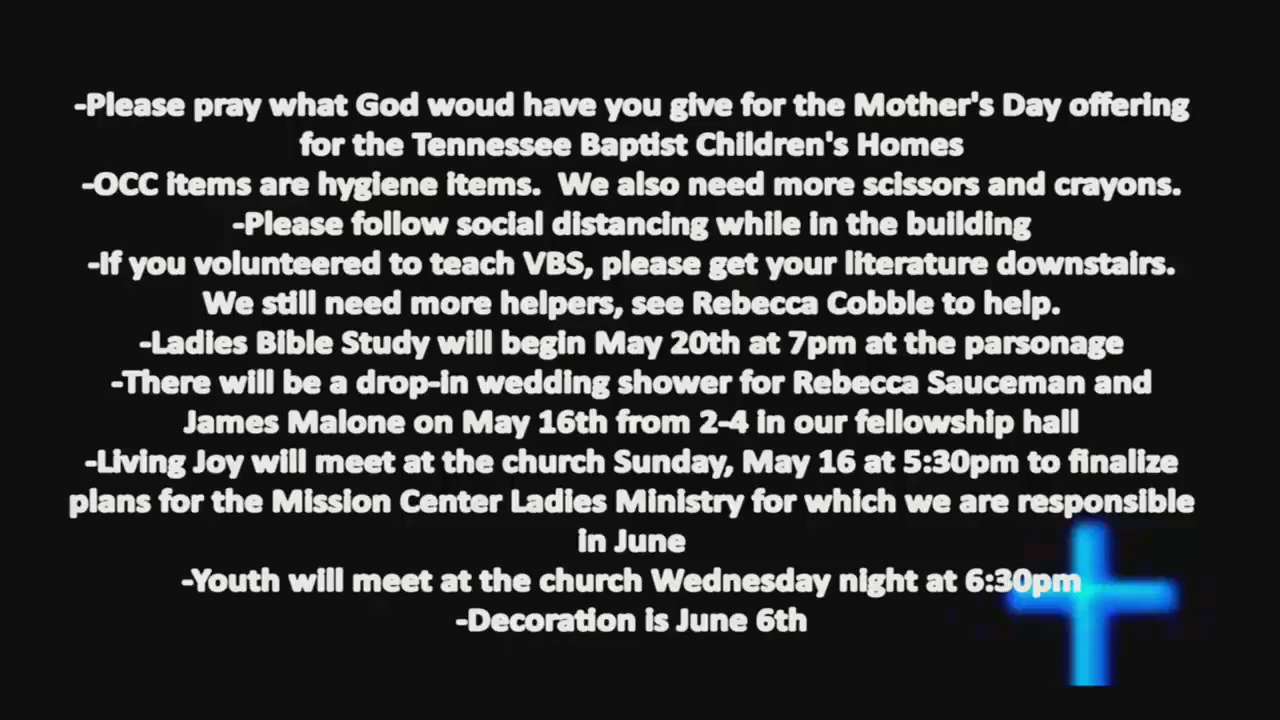 -Please pray what God woud have you give for the Mother's Day offering
for the Tennessee Baptist Children's Homes
-OCC items are hygiene items.  We also need more scissors and crayons.
-Please follow social distancing while in the building
-If you volunteered to teach VBS, please get your literature downstairs.
We still need more helpers, see Rebecca Cobble to help.
-Ladies Bible Study will begin May 20th at 7pm at the parsonage
-There will be a drop-in wedding shower for Rebecca Sauceman and
James Malone on May 16th from 2-4 in our fellowship hall
-Living Joy will meet at the church Sunday, May 16 at 5:30pm to finalize
plans for the Mission Center Ladies Ministry for which we are responsible
in June
-Youth will meet at the church Wednesday night at 6:30pm
-Decoration is June 6th